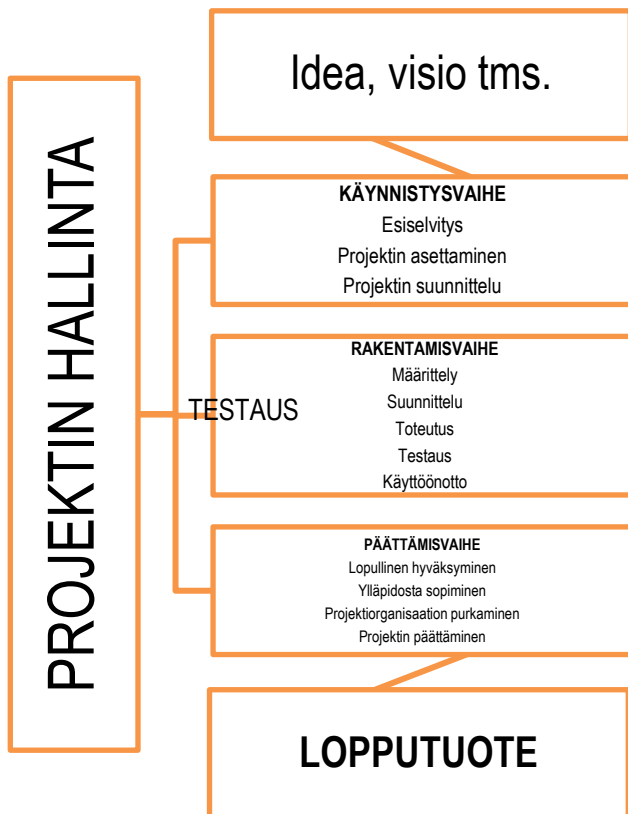 Idea, visio tms.
PROJEKTIN HALLINTA
KÄYNNISTYSVAIHE
Esiselvitys
Projektin asettaminen
Projektin suunnittelu
RAKENTAMISVAIHE
Määrittely
Suunnittelu
Toteutus
Testaus
Käyttöönotto
TESTAUS
PÄÄTTÄMISVAIHE
Lopullinen hyväksyminen
Ylläpidosta sopiminen
Projektiorganisaation purkaminen
Projektin päättäminen
LOPPUTUOTE